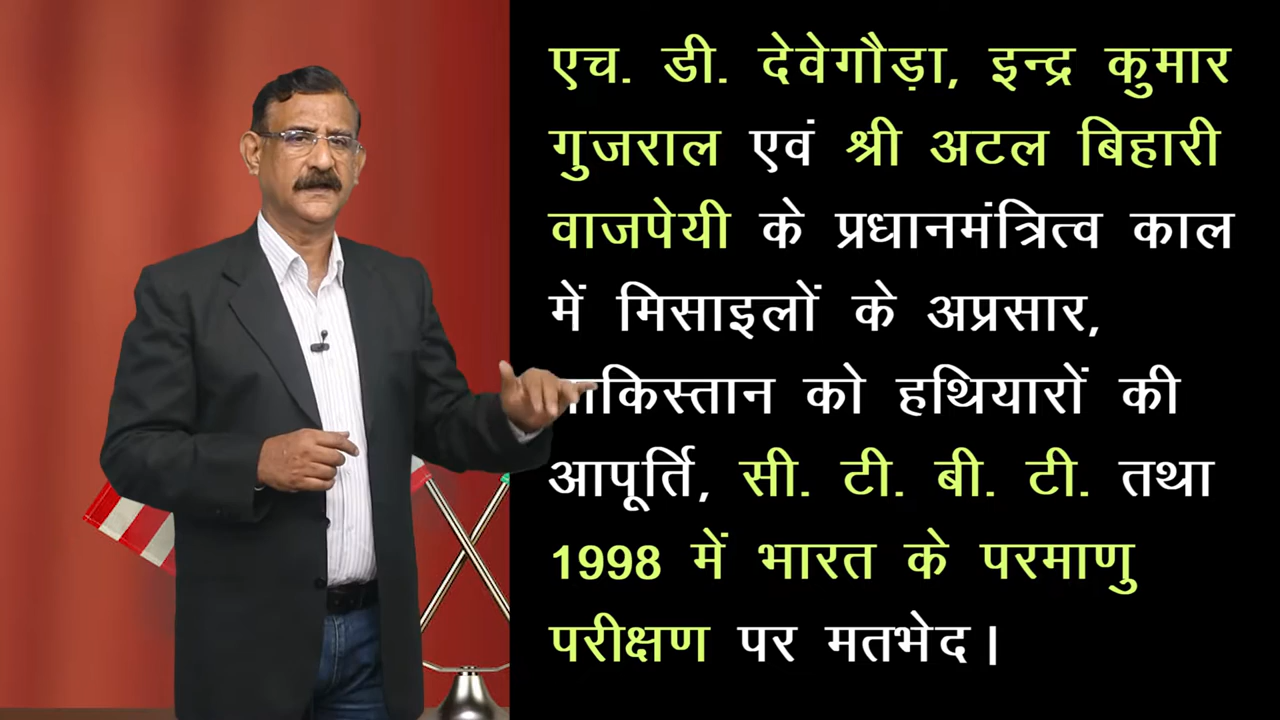 एच. डी. देवेगौड़ा, इन्द्र कुमार
गुजराल एवं श्री अटल बिहारी
वाजपेयी के प्रधानमंत्रित्व काल
में मिसाइलों के अप्रसार,
को हथियारों की
आपूर्ति, सी. टी. बी. टी. तथा
1998 में भारत के परमाणु
परीक्षण पर मतभेद।